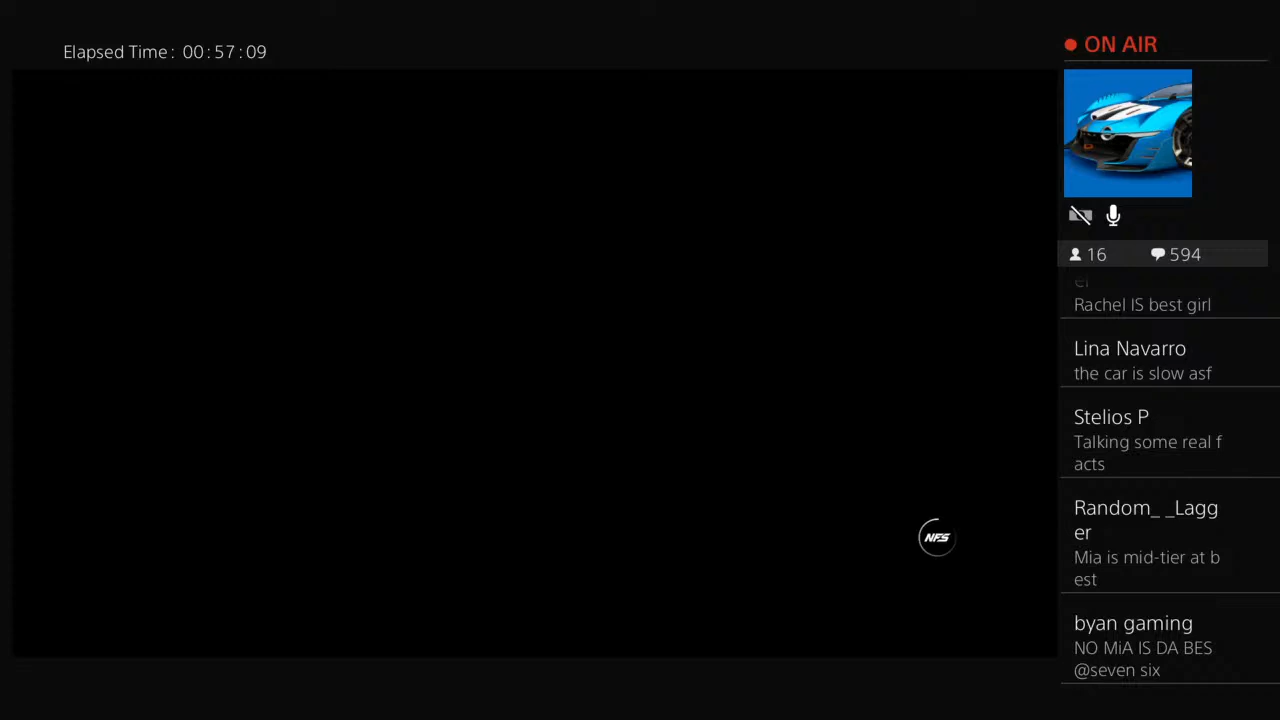 Elapsed Time: 00:57:09
ON AIR
16 594
Rachel IS best girl
Lina Navarro
the car is slow asf
Stelios P
Talking some real f
acts
Random_ _Lagg
er
Mia is mid-tier at b
est
byan gaming
NO MiA IS DA BES
@seven six
NFS